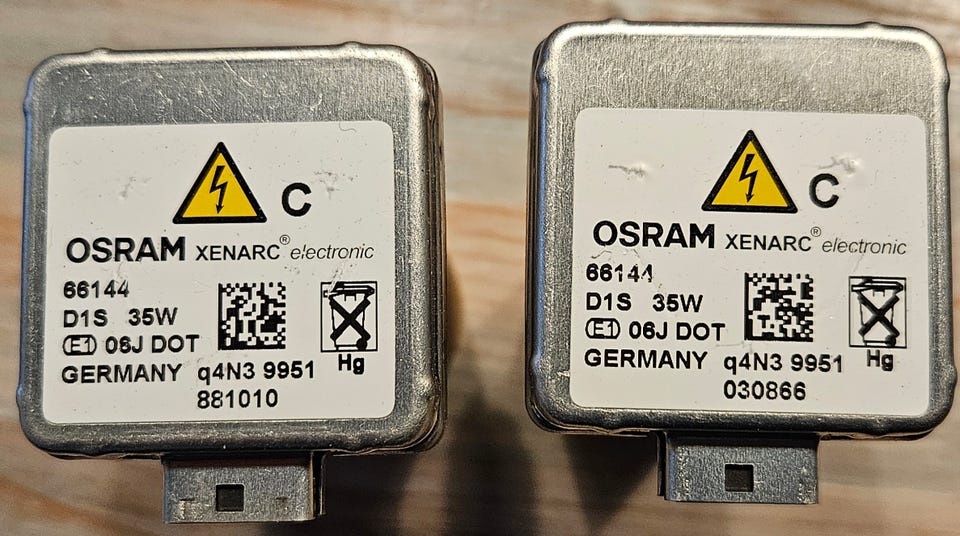 C
OSRAM XENARC® electronic
66144
D1S 35W
E1 06J DOT
GERMANY q4N3 9951
881010
Hg
C
OSRAM XENARC® electronic
66144
D1S 35W
E1 06J DOT
GERMANY q4N3 9951
030866
Hg